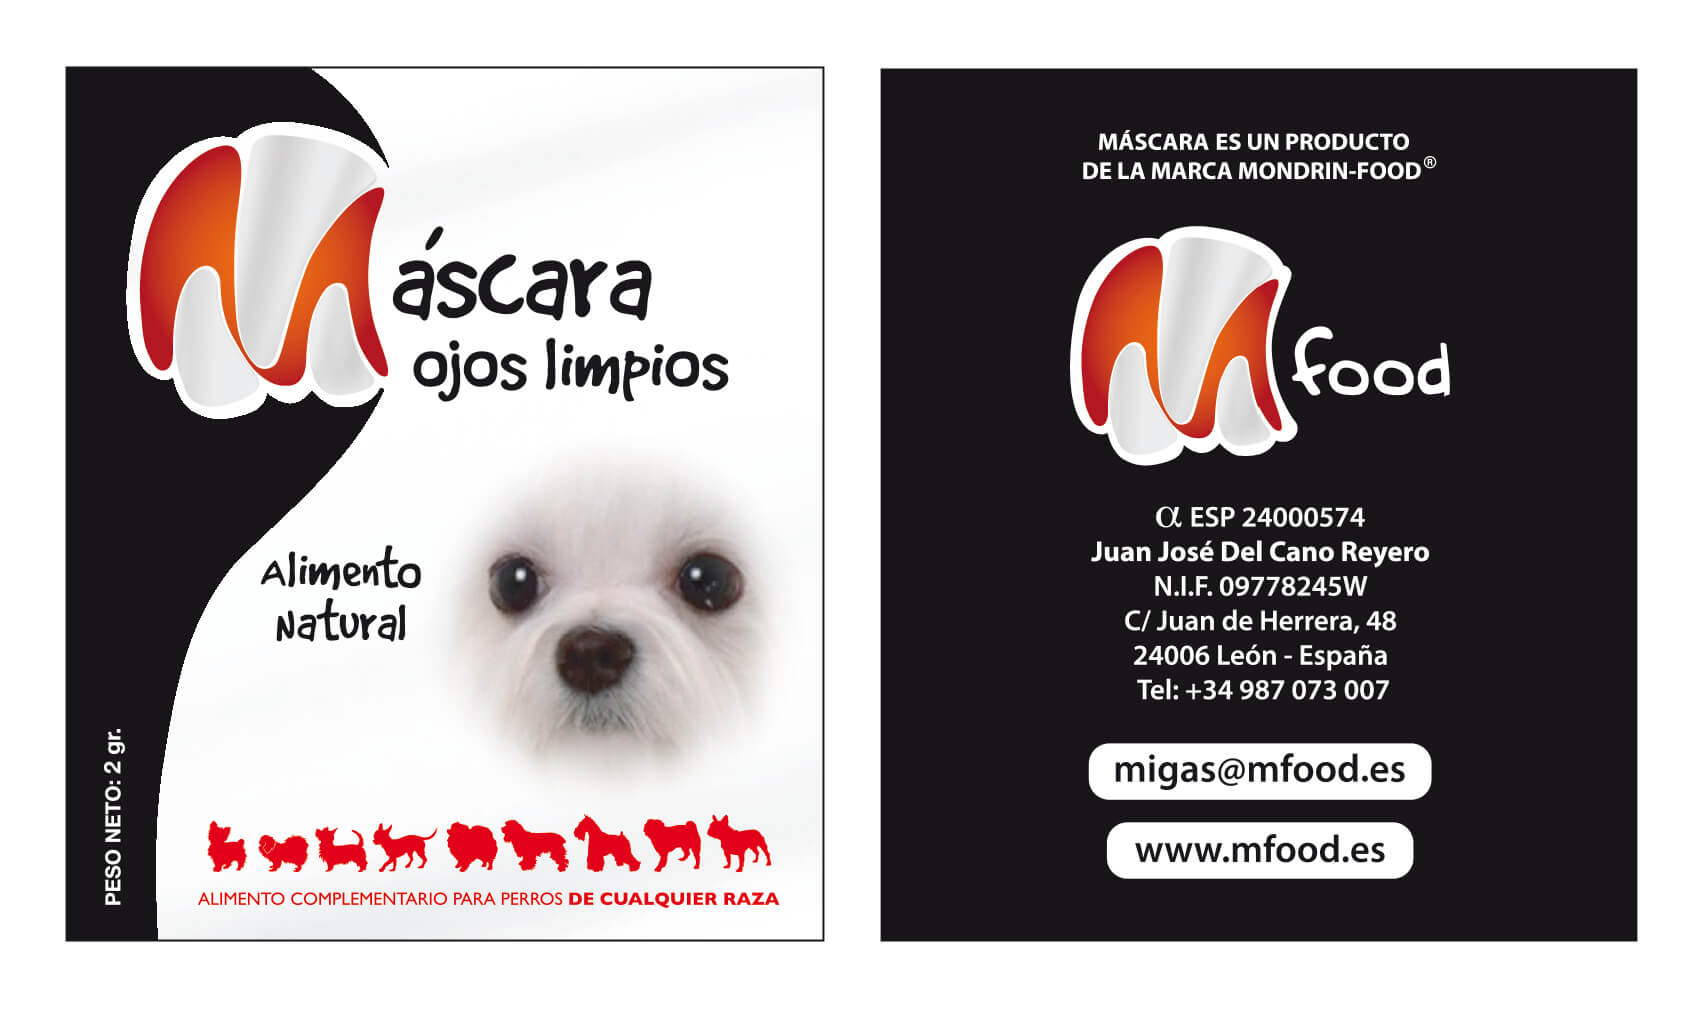 Máscara
ojos limpios
Alimento
Natural
PESO NETO: 2 gr.
ALIMENTO COMPLEMENTARIO PARA PERROS DE CUALQUIER RAZA
MÁSCARA ES UN PRODUCTO
DE LA MARCA MONDRIN-FOOD®
M food
α ESP 24000574
Juan José Del Cano Reyero
N.I.F. 09778245W
C/ Juan de Herrera, 48
24006 León - España
Tel: +34 987 073 007
migas@mfood.es
www.mfood.es